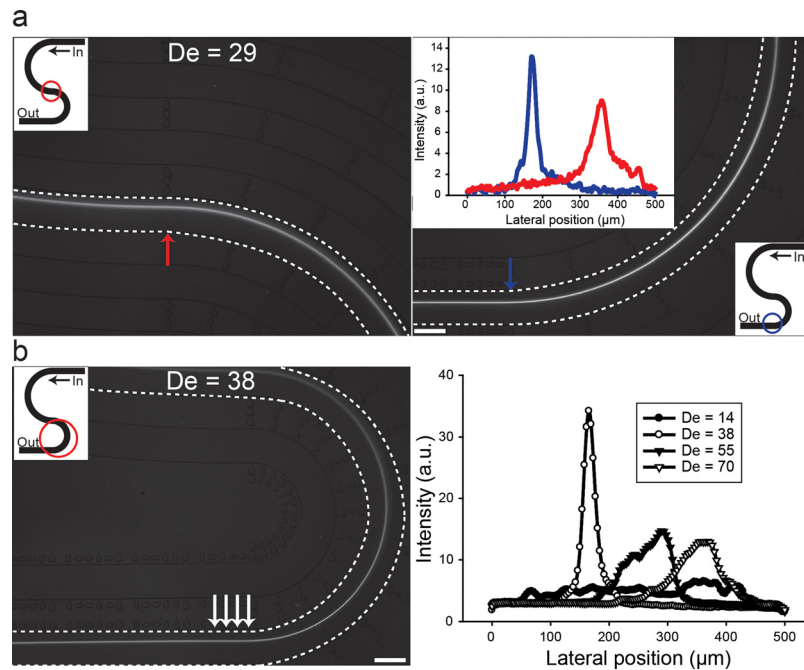 a
In
Out
De = 29
Intensity (a.u.)
14
12
10
8
6
4
2
0
0 100 200 300 400 500
Lateral position (µm)
In
Out
b
In
Out
De = 38
Intensity (a.u.)
40
30
20
10
0
De = 14
De = 38
De = 55
De = 70
0 100 200 300 400 500
Lateral position (µm)